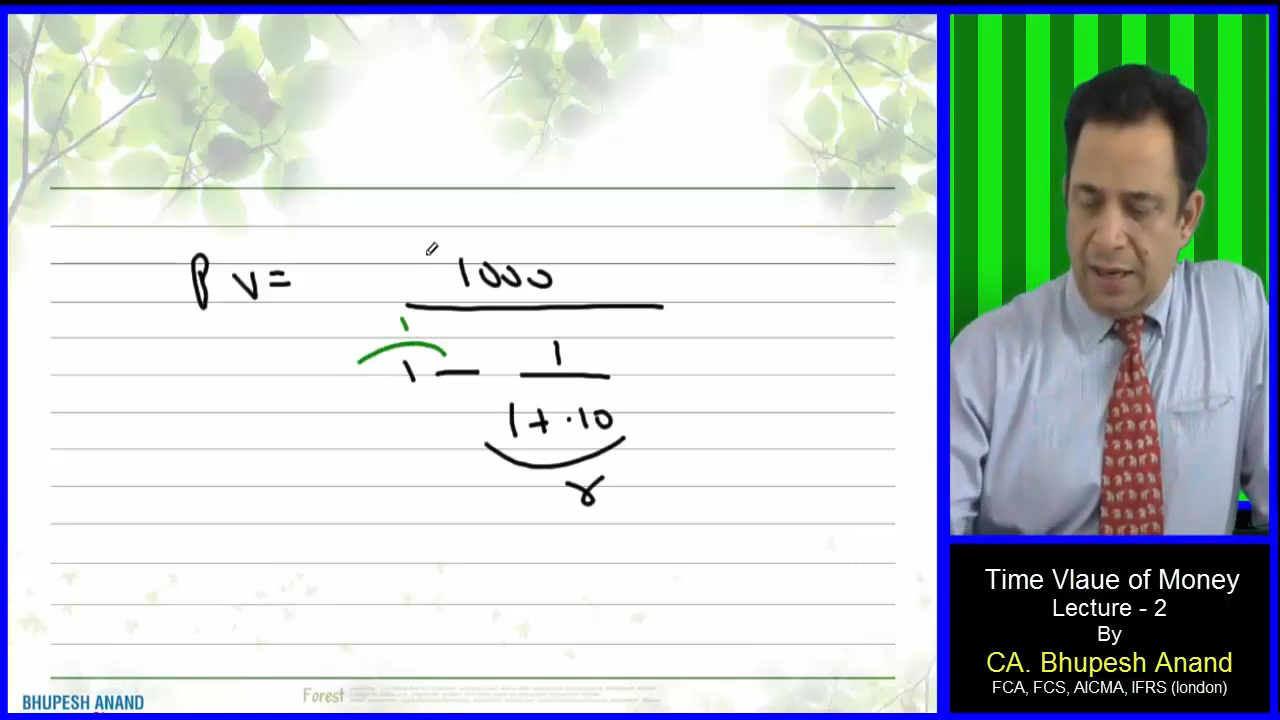 P V = 1000
1
1 - 1
1 + .10
r
BHUPESH ANAND
Forest
Time Vlaue of Money
Lecture - 2
By
CA. Bhupesh Anand
FCA, FCS, AICMA, IFRS (london)